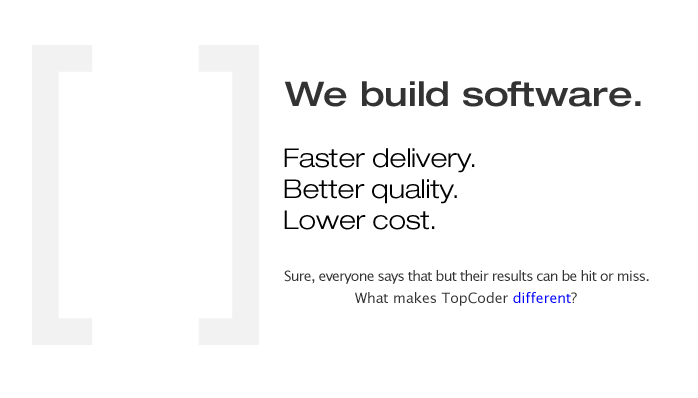 We build software.
Faster delivery.
Better quality.
Lower cost.
Sure, everyone says that but their results can be hit or miss.
What makes TopCoder different?